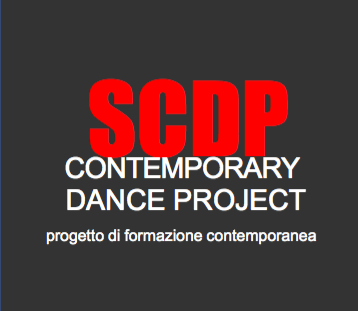 SCDP
CONTEMPORARY
DANCE PROJECT
progetto di formazione contemporanea